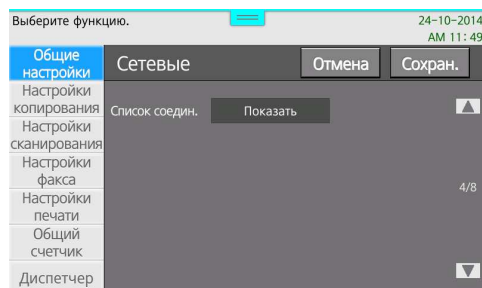 Выберите функцию.
24-10-2014
AM 11:49
Общие
настройки
Сетевые
Отмена
Сохран.
Настройки
копирования
Список соедин.
Показать
Настройки
сканирования
Настройки
факса
4/8
Настройки
печати
Общий
счетчик
Диспетчер